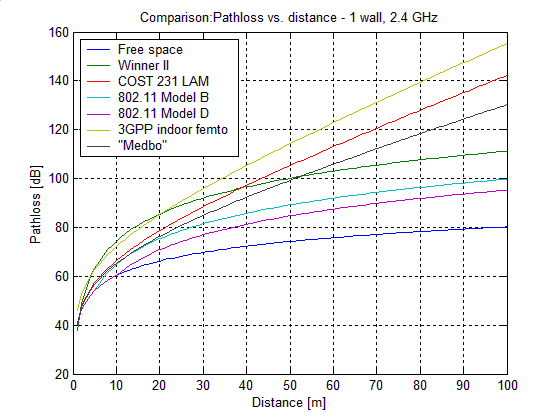 Comparison:Pathloss vs. distance - 1 wall, 2.4 GHz
160
140
120
100
80
60
40
20
Pathloss [dB]
Free space
Winner II
COST 231 LAM
802.11 Model B
802.11 Model D
3GPP indoor femto
"Medbo"
0 10 20 30 40 50 60 70 80 90 100
Distance [m]